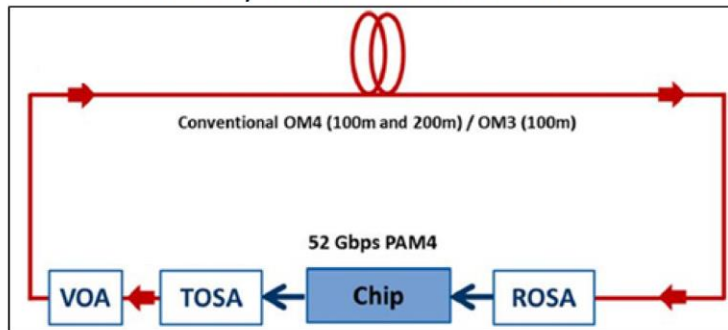 Conventional OM4 (100m and 200m) / OM3 (100m)
52 Gbps PAM4
VOA
TOSA
Chip
ROSA